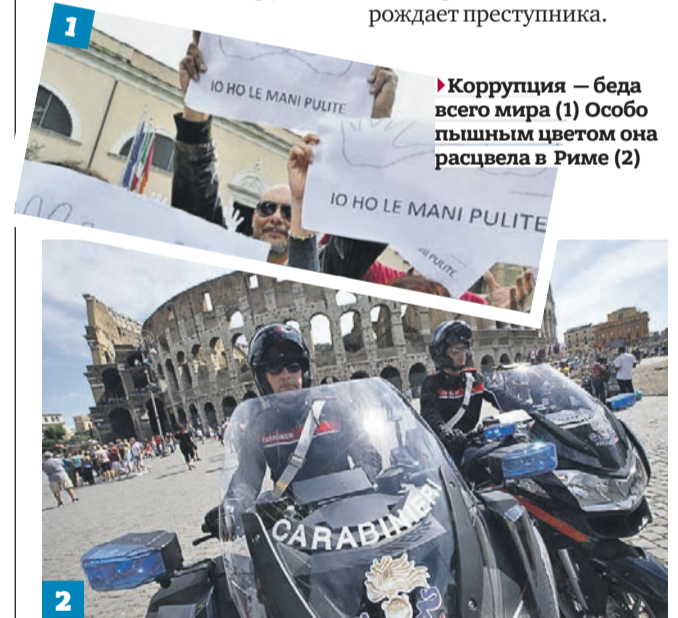 рождает преступника.
1
▶Коррупция — беда
всего мира (1) Особо
пышным цветом она
расцвела в Риме (2)
IO HO LE MANI PULITE
IO HO LE MANI PULITE
PULITE
CARABINIERI
2